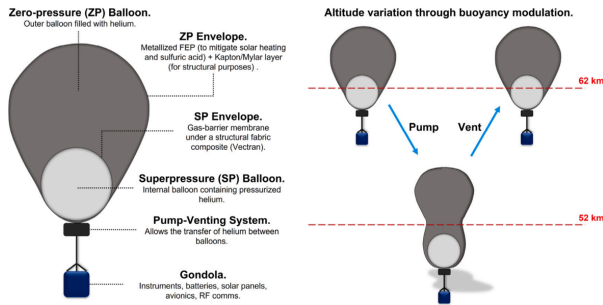 Zero-pressure (ZP) Balloon.
Outer balloon filled with helium.
ZP Envelope.
Metallized FEP (to mitigate solar heating
and sulfuric acid) + Kapton/Mylar layer
(for structural purposes) .
SP Envelope.
Gas-barrier membrane
under a structural fabric
composite (Vectran).
Superpressure (SP) Balloon.
Internal balloon containing pressurized
helium.
Pump-Venting System.
Allows the transfer of helium between
balloons.
Gondola.
Instruments, batteries, solar panels,
avionics, RF comms.
Altitude variation through buoyancy modulation.
62 km
Pump
Vent
52 km